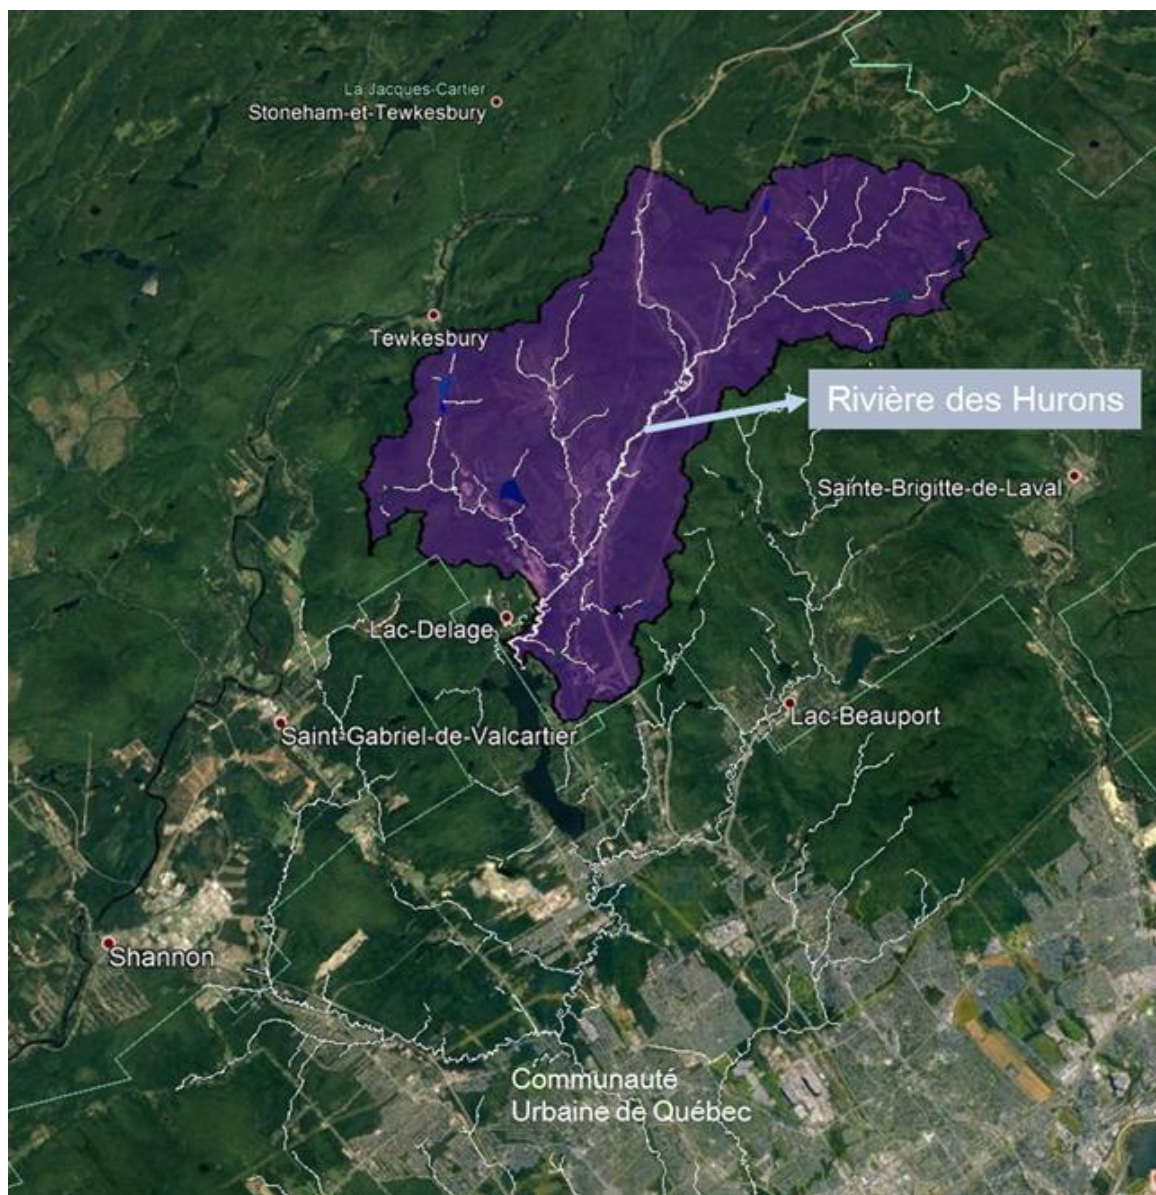 La Jacques-Cartier
Stoneham-et-Tewkesbury
Tewkesbury
Rivière des Hurons
Sainte-Brigitte-de-Laval
Lac-Delage
Lac-Beauport
Saint-Gabriel-de-Valcartier
Shannon
Communauté
Urbaine de Québec